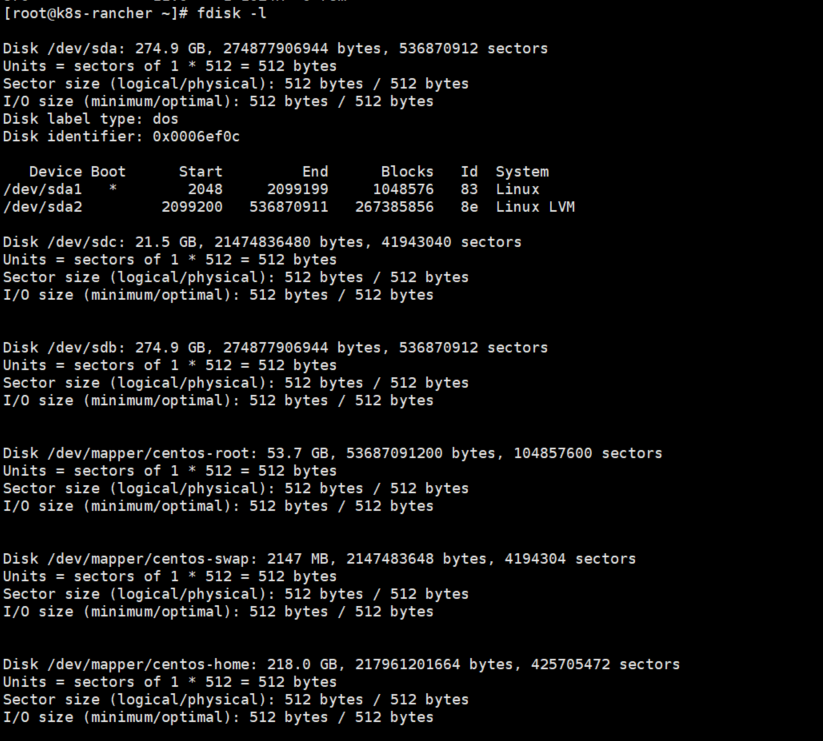 [root@k8s-rancher ~]# fdisk -l
Disk /dev/sda: 274.9 GB, 274877906944 bytes, 536870912 sectors
Units = sectors of 1 * 512 = 512 bytes
Sector size (logical/physical): 512 bytes / 512 bytes
I/O size (minimum/optimal): 512 bytes / 512 bytes
Disk label type: dos
Disk identifier: 0x0006ef0c
Device Boot Start End Blocks Id System
/dev/sda1 * 2048 2099199 1048576 83 Linux
/dev/sda2 2099200 536870911 267385856 8e Linux LVM
Disk /dev/sdc: 21.5 GB, 21474836480 bytes, 41943040 sectors
Units = sectors of 1 * 512 = 512 bytes
Sector size (logical/physical): 512 bytes / 512 bytes
I/O size (minimum/optimal): 512 bytes / 512 bytes
Disk /dev/sdb: 274.9 GB, 274877906944 bytes, 536870912 sectors
Units = sectors of 1 * 512 = 512 bytes
Sector size (logical/physical): 512 bytes / 512 bytes
I/O size (minimum/optimal): 512 bytes / 512 bytes
Disk /dev/mapper/centos-root: 53.7 GB, 53687091200 bytes, 104857600 sectors
Units = sectors of 1 * 512 = 512 bytes
Sector size (logical/physical): 512 bytes / 512 bytes
I/O size (minimum/optimal): 512 bytes / 512 bytes
Disk /dev/mapper/centos-swap: 2147 MB, 2147483648 bytes, 4194304 sectors
Units = sectors of 1 * 512 = 512 bytes
Sector size (logical/physical): 512 bytes / 512 bytes
I/O size (minimum/optimal): 512 bytes / 512 bytes
Disk /dev/mapper/centos-home: 218.0 GB, 217961201664 bytes, 425705472 sectors
Units = sectors of 1 * 512 = 512 bytes
Sector size (logical/physical): 512 bytes / 512 bytes
I/O size (minimum/optimal): 512 bytes / 512 bytes